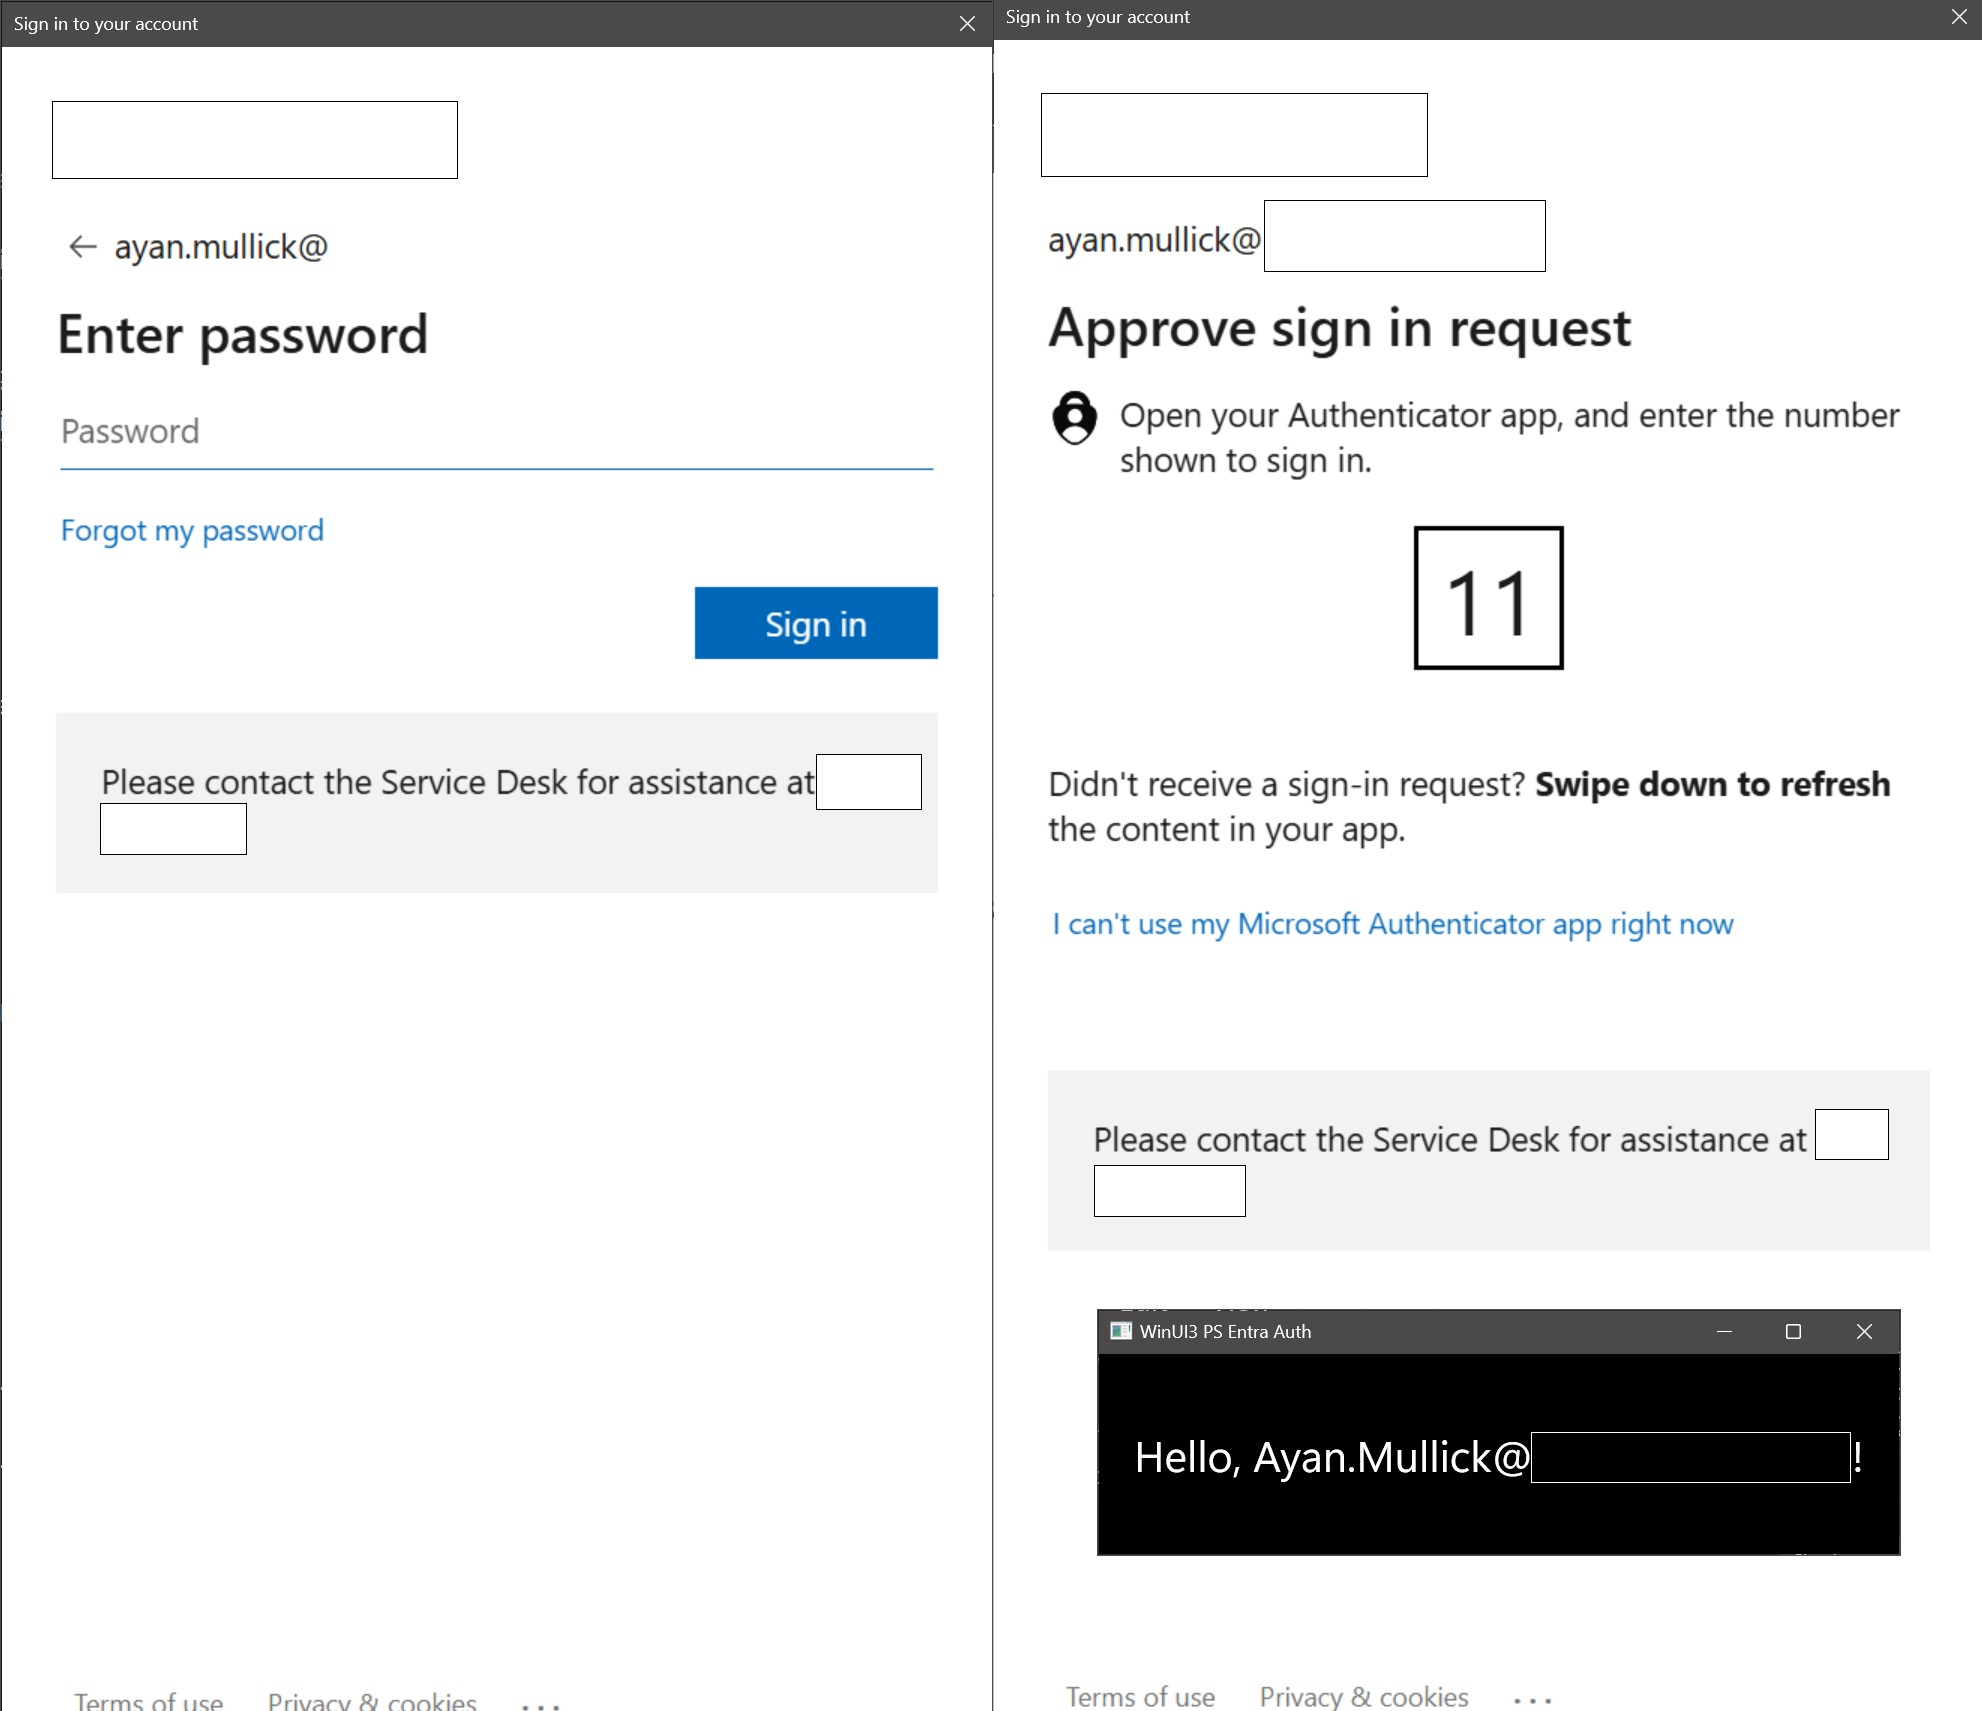 Sign in to your account
ayan.mullick@
Enter password
Password
Forgot my password
Sign in
Please contact the Service Desk for assistance at
Terms of use Privacy & cookies ...
Sign in to your account
ayan.mullick@
Approve sign in request
Open your Authenticator app, and enter the number
shown to sign in.
11
Didn't receive a sign-in request? Swipe down to refresh
the content in your app.
I can't use my Microsoft Authenticator app right now
Please contact the Service Desk for assistance at
WinUI3 PS Entra Auth
Hello, Ayan.Mullick@ !
Terms of use Privacy & cookies ...